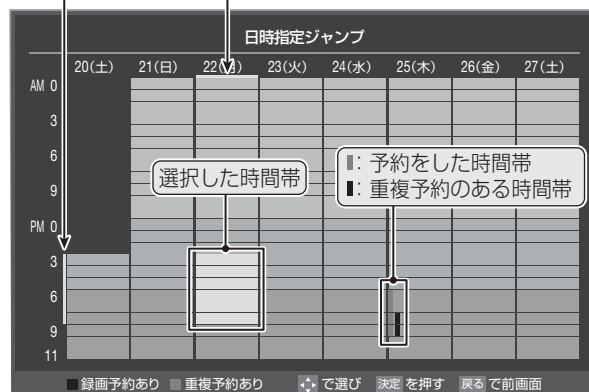 日時指定ジャンプ
20(土) 21(日) 22(月) 23(火) 24(水) 25(木) 26(金) 27(土)
AM 0
3
6
9
PM 0
3
6
9
11
選択した時間帯
：予約をした時間帯
：重複予約のある時間帯
録画予約あり 重複予約あり で選び 決定 を押す 戻る で前画面